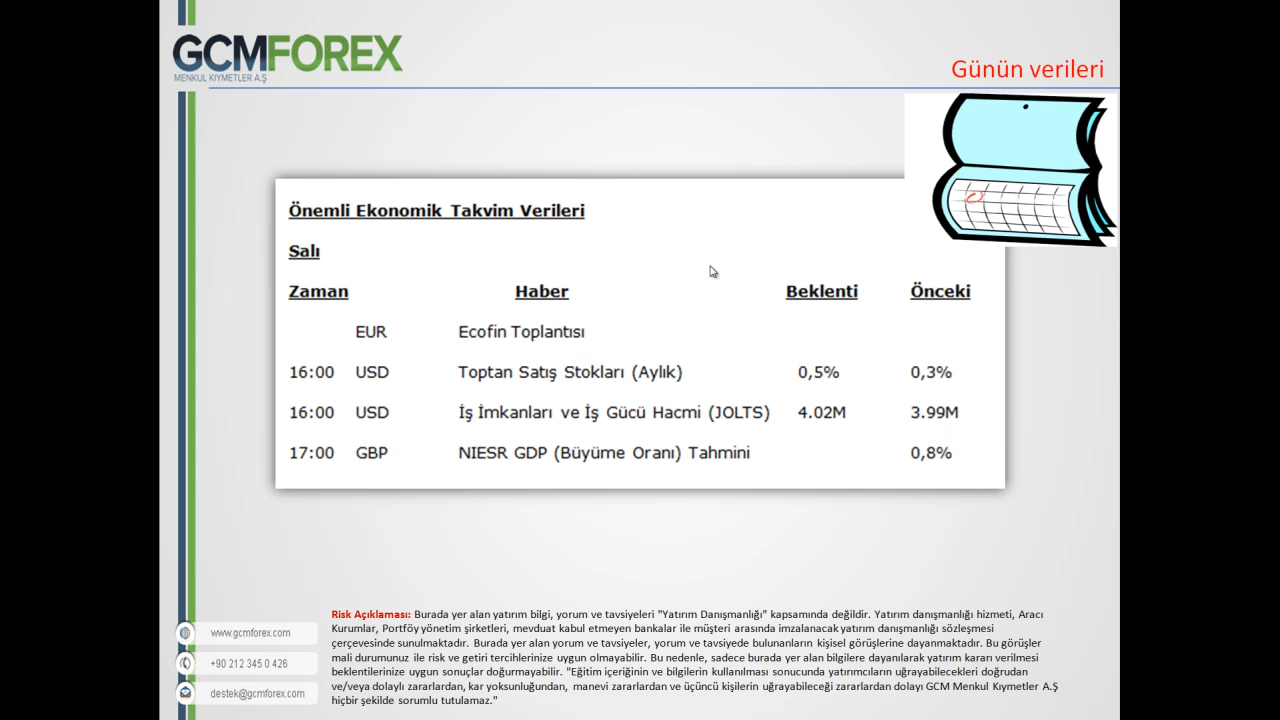 GCMFOREX
MENKUL KIYMETLER A.Ş
Günün verileri
Önemli Ekonomik Takvim Verileri
Salı
Zaman Haber Beklenti Önceki
EUR Ecofin Toplantısı
16:00 USD Toptan Satış Stokları (Aylık) 0,5% 0,3%
16:00 USD İş İmkanları ve İş Gücü Hacmi (JOLTS) 4.02M 3.99M
17:00 GBP NIESR GDP (Büyüme Oranı) Tahmini 0,8%
www.gcmforex.com
+90 212 345 0 426
destek@gcmforex.com
Risk Açıklaması: Burada yer alan yatırım bilgi, yorum ve tavsiyeleri "Yatırım Danışmanlığı" kapsamında değildir. Yatırım danışmanlığı hizmeti, Aracı
Kurumlar, Portföy yönetim şirketleri, mevduat kabul etmeyen bankalar ile müşteri arasında imzalanacak yatırım danışmanlığı sözleşmesi
çerçevesinde sunulmaktadır. Burada yer alan yorum ve tavsiyeler, yorum ve tavsiyede bulunanların kişisel görüşlerine dayanmaktadır. Bu görüşler
mali durumunuz ile risk ve getiri tercihlerinize uygun olmayabilir. Bu nedenle, sadece burada yer alan bilgilere dayanılarak yatırım kararı verilmesi
beklentilerinize uygun sonuçlar doğurmayabilir. "Eğitim içeriğinin ve bilgilerin kullanılması sonucunda yatırımcıların uğrayabilecekleri doğrudan
ve/veya dolaylı zararlardan, kar yoksunluğundan, manevi zararlardan ve üçüncü kişilerin uğrayabileceği zararlardan dolayı GCM Menkul Kıymetler A.Ş
hiçbir şekilde sorumlu tutulamaz."